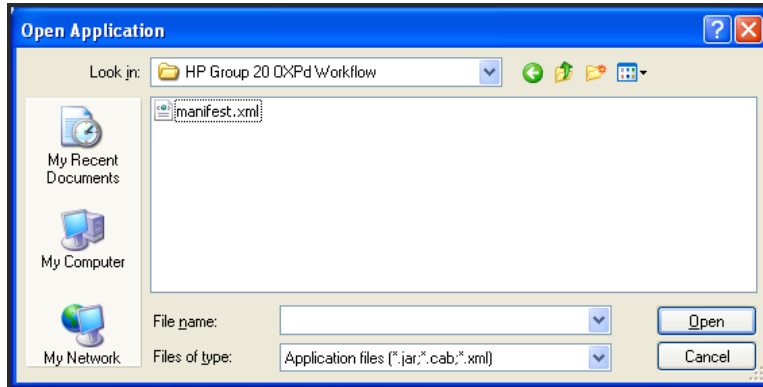 Open Application
Look in: HP Group 20 OXPd Workflow
manifest.xml
My Recent
Documents
My Computer
My Network
File name:
Open
Files of type: Application files (*.jar;*.cab;*.xml)
Cancel